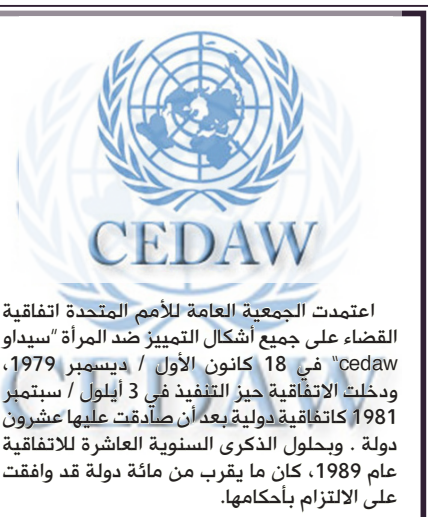 CEDAW
اعتمدت الجمعية العامة للأمم المتحدة اتفاقية
القضاء على جميع أشكال التمييز ضد المرأة "سيداو
cedaw" في 18 كانون الأول / ديسمبر 1979،
ودخلت الاتفاقية حيز التنفيذ في 3 أيلول / سبتمبر
1981 كاتفاقية دولية بعد أن صادقت عليها عشرون
دولة . وبحلول الذكرى السنوية العاشرة للاتفاقية
عام 1989، كان ما يقرب من مائة دولة قد وافقت
على الالتزام بأحكامها.
CEDAW